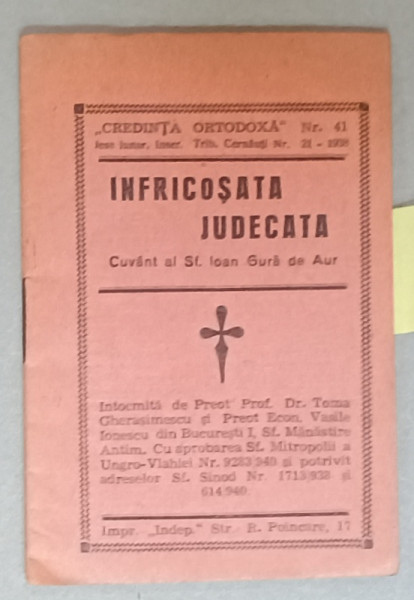 „CREDINȚA ORTODOXĂ" Nr. 41
Iese lunar. Inscr. Trib. Cernăuți Nr. 21 - 1938
INFRICOȘATA
JUDECATA
Cuvânt al Sf. Ioan Gură de Aur
Intocmită de Preot Prof. Dr. Toma
Gherasimescu și Preot Econ. Vasile
Ionescu din București I, Sf. Mănăstire
Antim. Cu aprobarea Sf. Mitropolii a
Ungro-Vlahiei Nr. 9283/940 și potrivit
adreselor Sf. Sinod Nr. 1713/938 și
614/940.
Impr. „Indep." Str. R. Poincare, 17